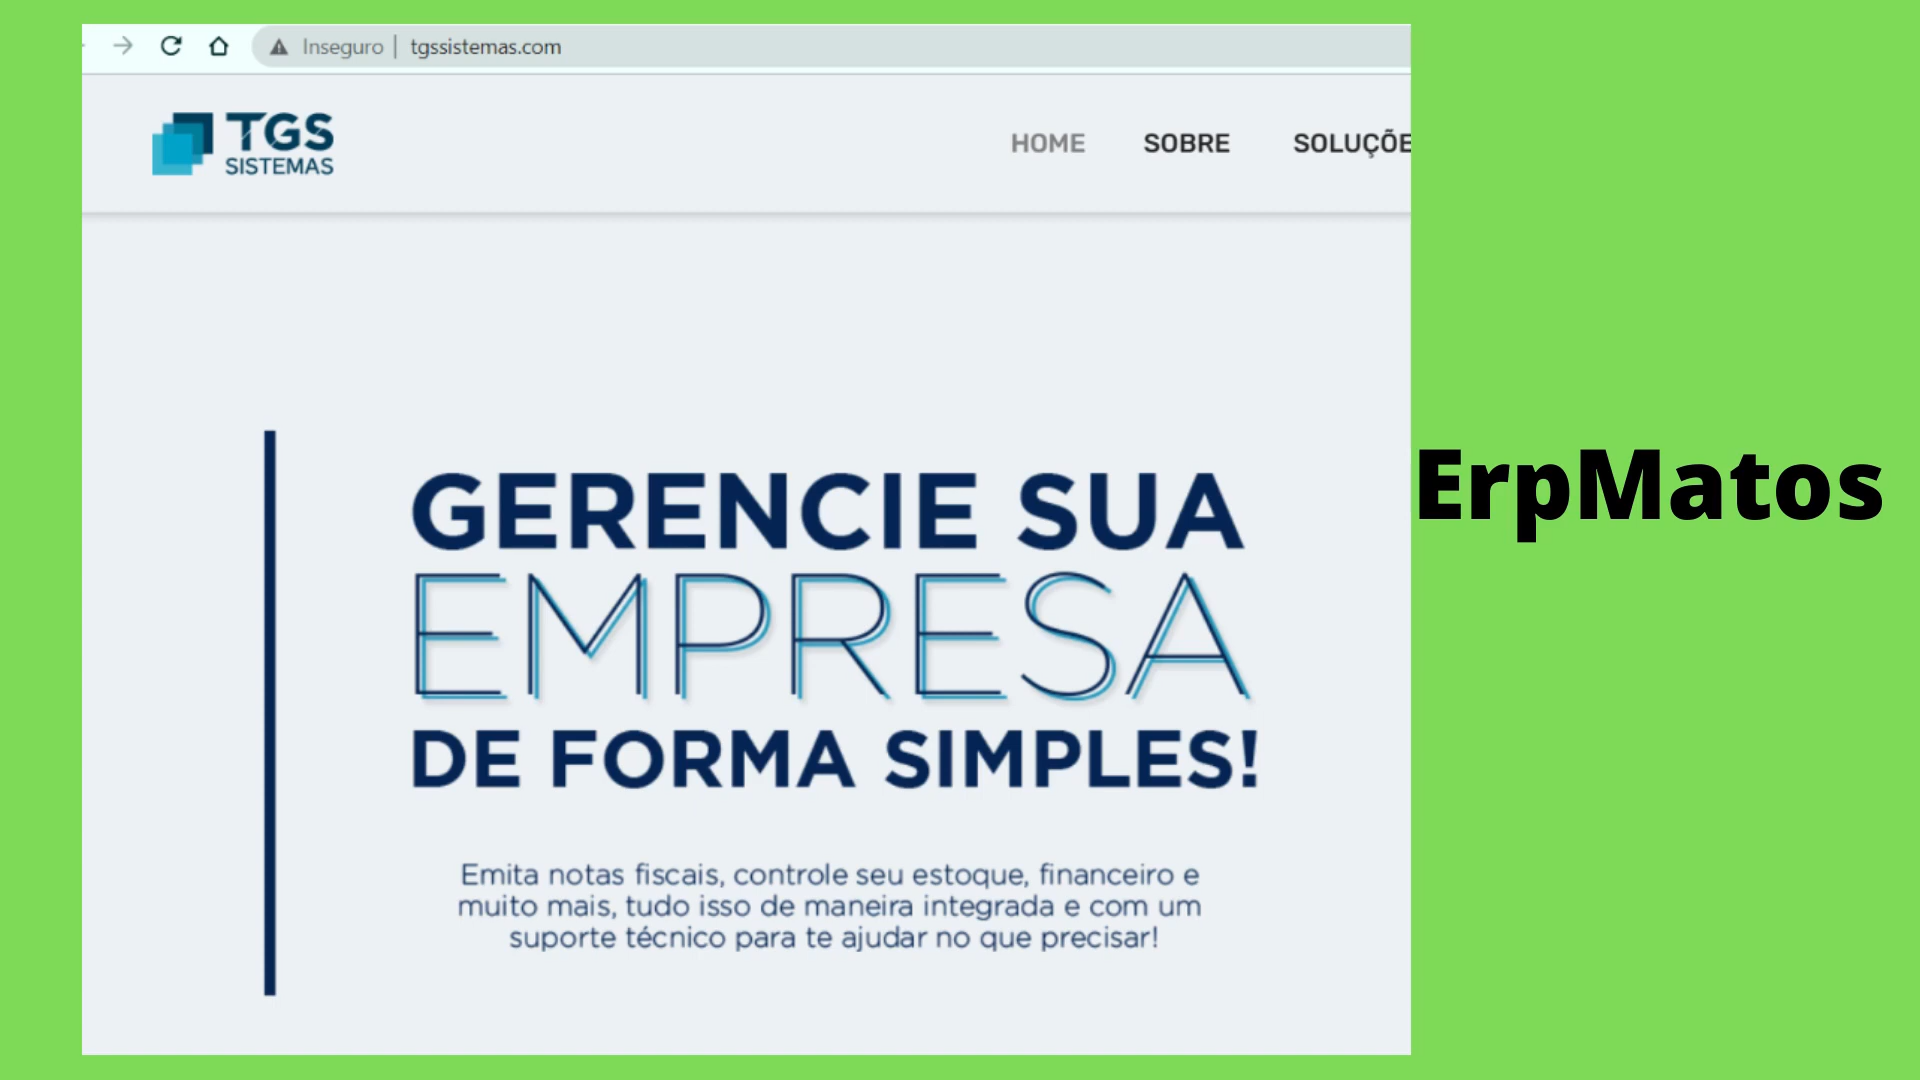 Inseguro | tgssistemas.com
TGS
SISTEMAS
HOME SOBRE SOLUÇÕE
GERENCIE SUA
EMPRESA
DE FORMA SIMPLES!
Emita notas fiscais, controle seu estoque, financeiro e
muito mais, tudo isso de maneira integrada e com um
suporte técnico para te ajudar no que precisar!
ErpMatos